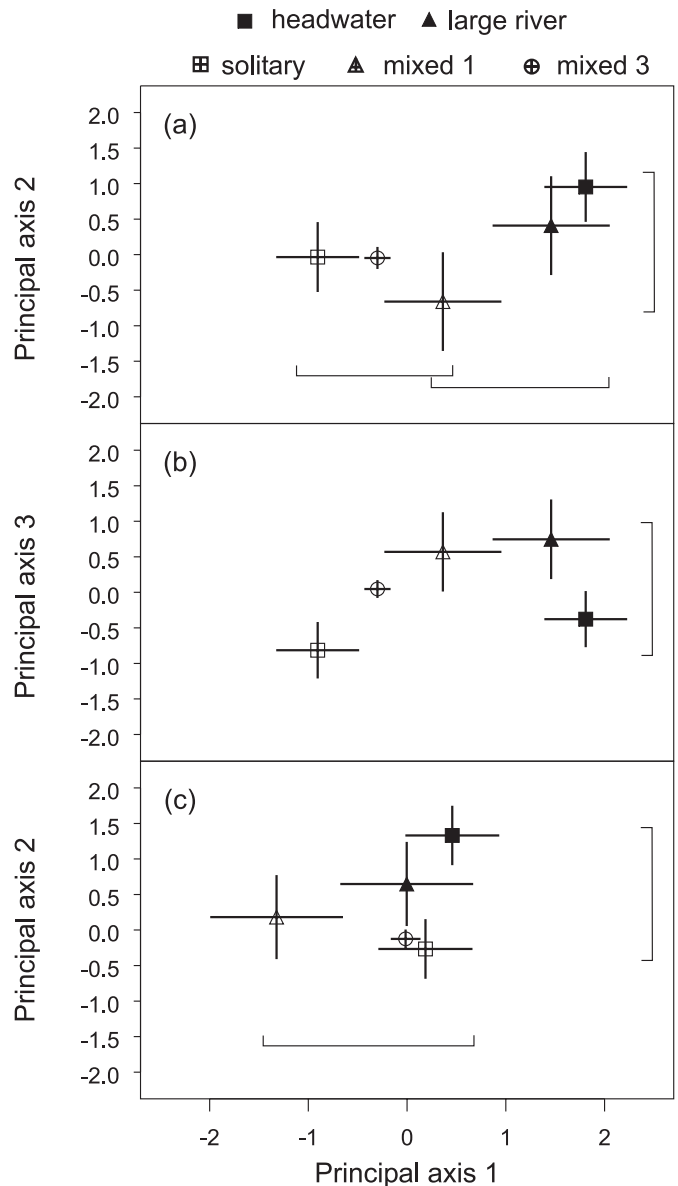 headwater large river
solitary mixed 1 mixed 3
(a)
Principal axis 2
2.0
1.5
1.0
0.5
0.0
-0.5
-1.0
-1.5
-2.0
(b)
Principal axis 3
2.0
1.5
1.0
0.5
0.0
-0.5
-1.0
-1.5
-2.0
(c)
Principal axis 2
2.0
1.5
1.0
0.5
0.0
-0.5
-1.0
-1.5
-2.0
-2 -1 0 1 2
Principal axis 1